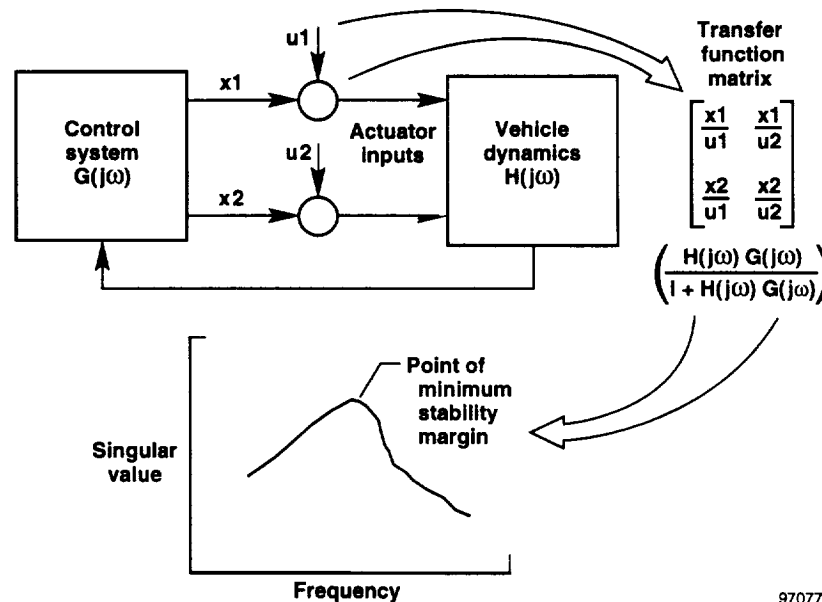 u1
Transfer
function
matrix
x1
Control
system
G(jω)
Actuator
inputs
Vehicle
dynamics
H(jω)
u2
x2
x1 x1
u1 u2
x2 x2
u1 u2
H(jω) G(jω)
I + H(jω) G(jω)
Point of
minimum
stability
margin
Singular
value
Frequency
97077